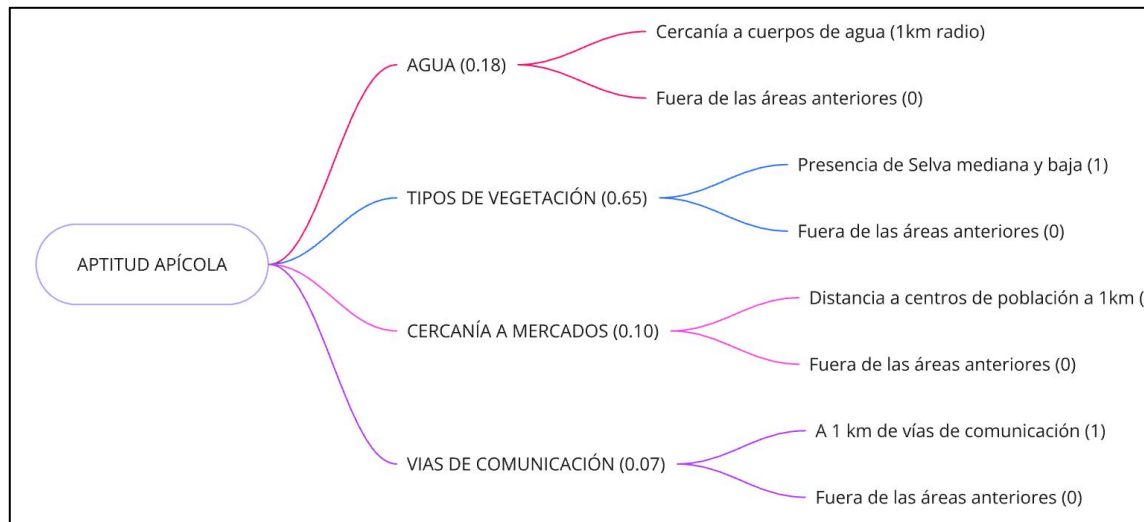 APTITUD APÍCOLA
AGUA (0.18)
Cercanía a cuerpos de agua (1km radio)
Fuera de las áreas anteriores (0)
TIPOS DE VEGETACIÓN (0.65)
Presencia de Selva mediana y baja (1)
Fuera de las áreas anteriores (0)
CERCANÍA A MERCADOS (0.10)
Distancia a centros de población a 1km (
Fuera de las áreas anteriores (0)
VIAS DE COMUNICACIÓN (0.07)
A 1 km de vías de comunicación (1)
Fuera de las áreas anteriores (0)